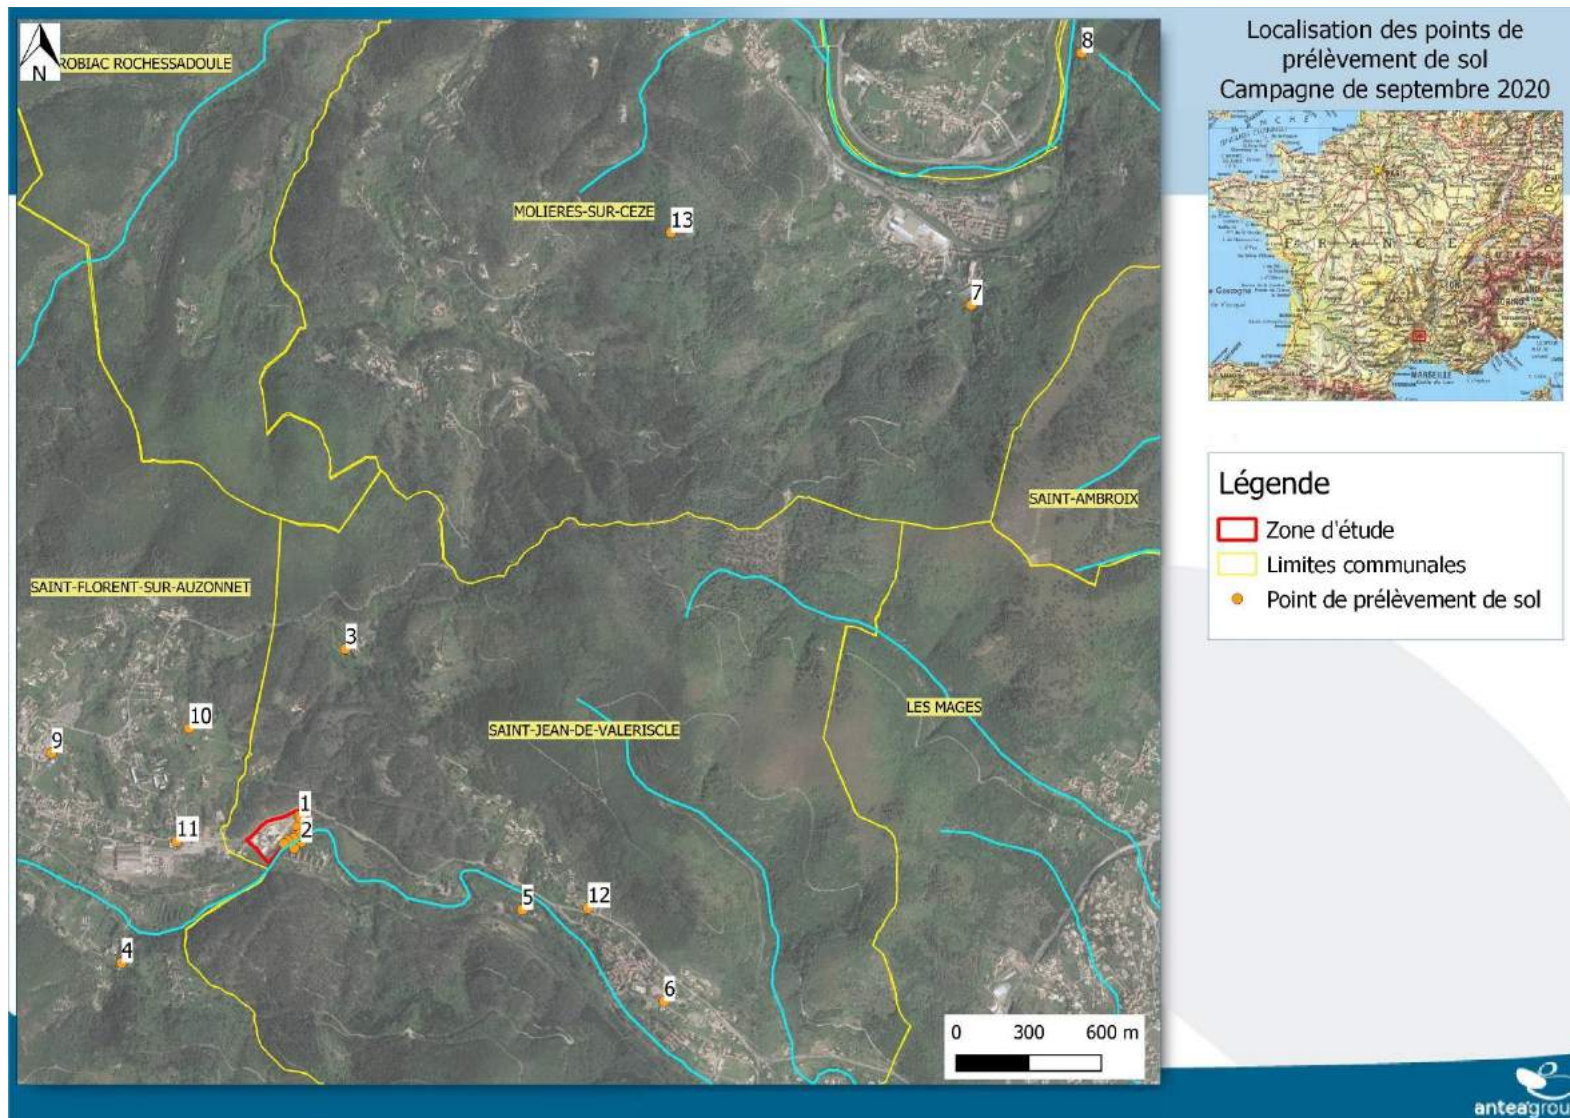 Localisation des points de
prélèvement de sol
Campagne de septembre 2020
N
ROBIAC ROCHESSADOULE
8
MOLIERES-SUR-CEZE
13
7
SAINT-AMBROIX
SAINT-FLORENT-SUR-AUZONNET
3
10
9
SAINT-JEAN-DE-VALERISCLE
LES MAGES
1
2
11
5
12
4
6
0 300 600 m
FRANCE
PARIS
MARSEILLE
Légende
Zone d'étude
Limites communales
Point de prélèvement de sol
anteagroup